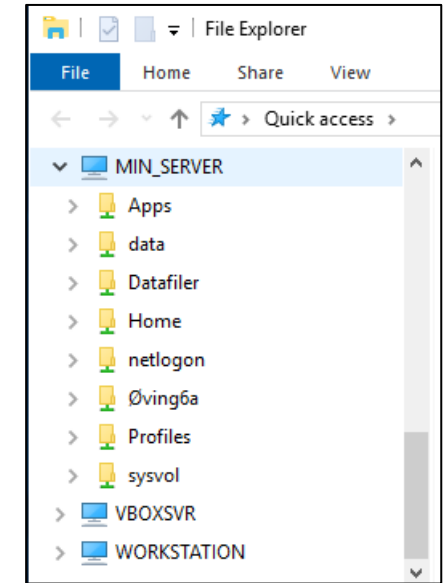 File Explorer
File Home Share View
Quick access
MIN_SERVER
Apps
data
Datafiler
Home
netlogon
Øving6a
Profiles
sysvol
VBOXSVR
WORKSTATION